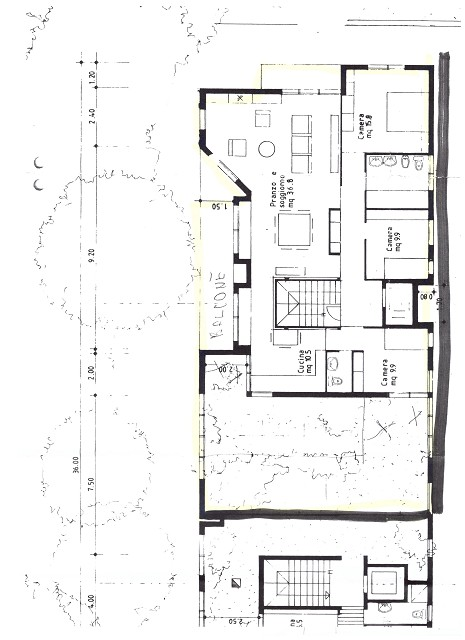 1.20
2.40
9.20
2.00
36.00
7.50
4.00
Camera
mq 15.8
Pranzo e
soggiorno
mq 36.8
1.50
Camera
mq 9.9
BALCONE
0.80
Cucina
mq 10.5
2.00
Camera
mq 9.9
2.50